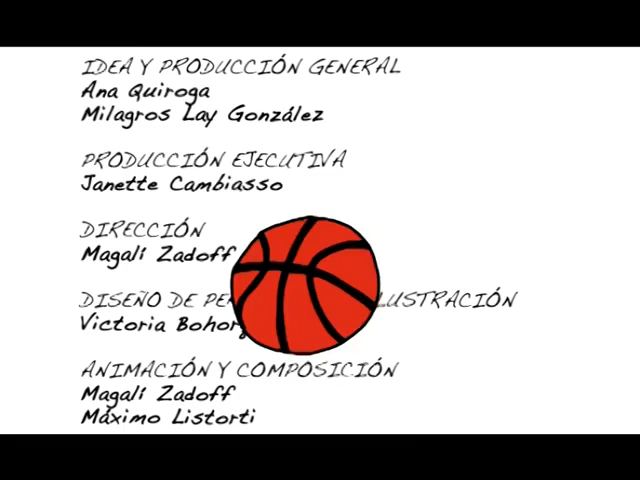 IDEA Y PRODUCCIÓN GENERAL
Ana Quiroga
Milagros Lay González
PRODUCCIÓN EJECUTIVA
Janette Cambiasso
DIRECCIÓN
Magalí Zadoff
DISEÑO DE
Victoria
ANIMACIÓN Y COMPOSICIÓN
Magalí Zadoff
Máximo Listorti